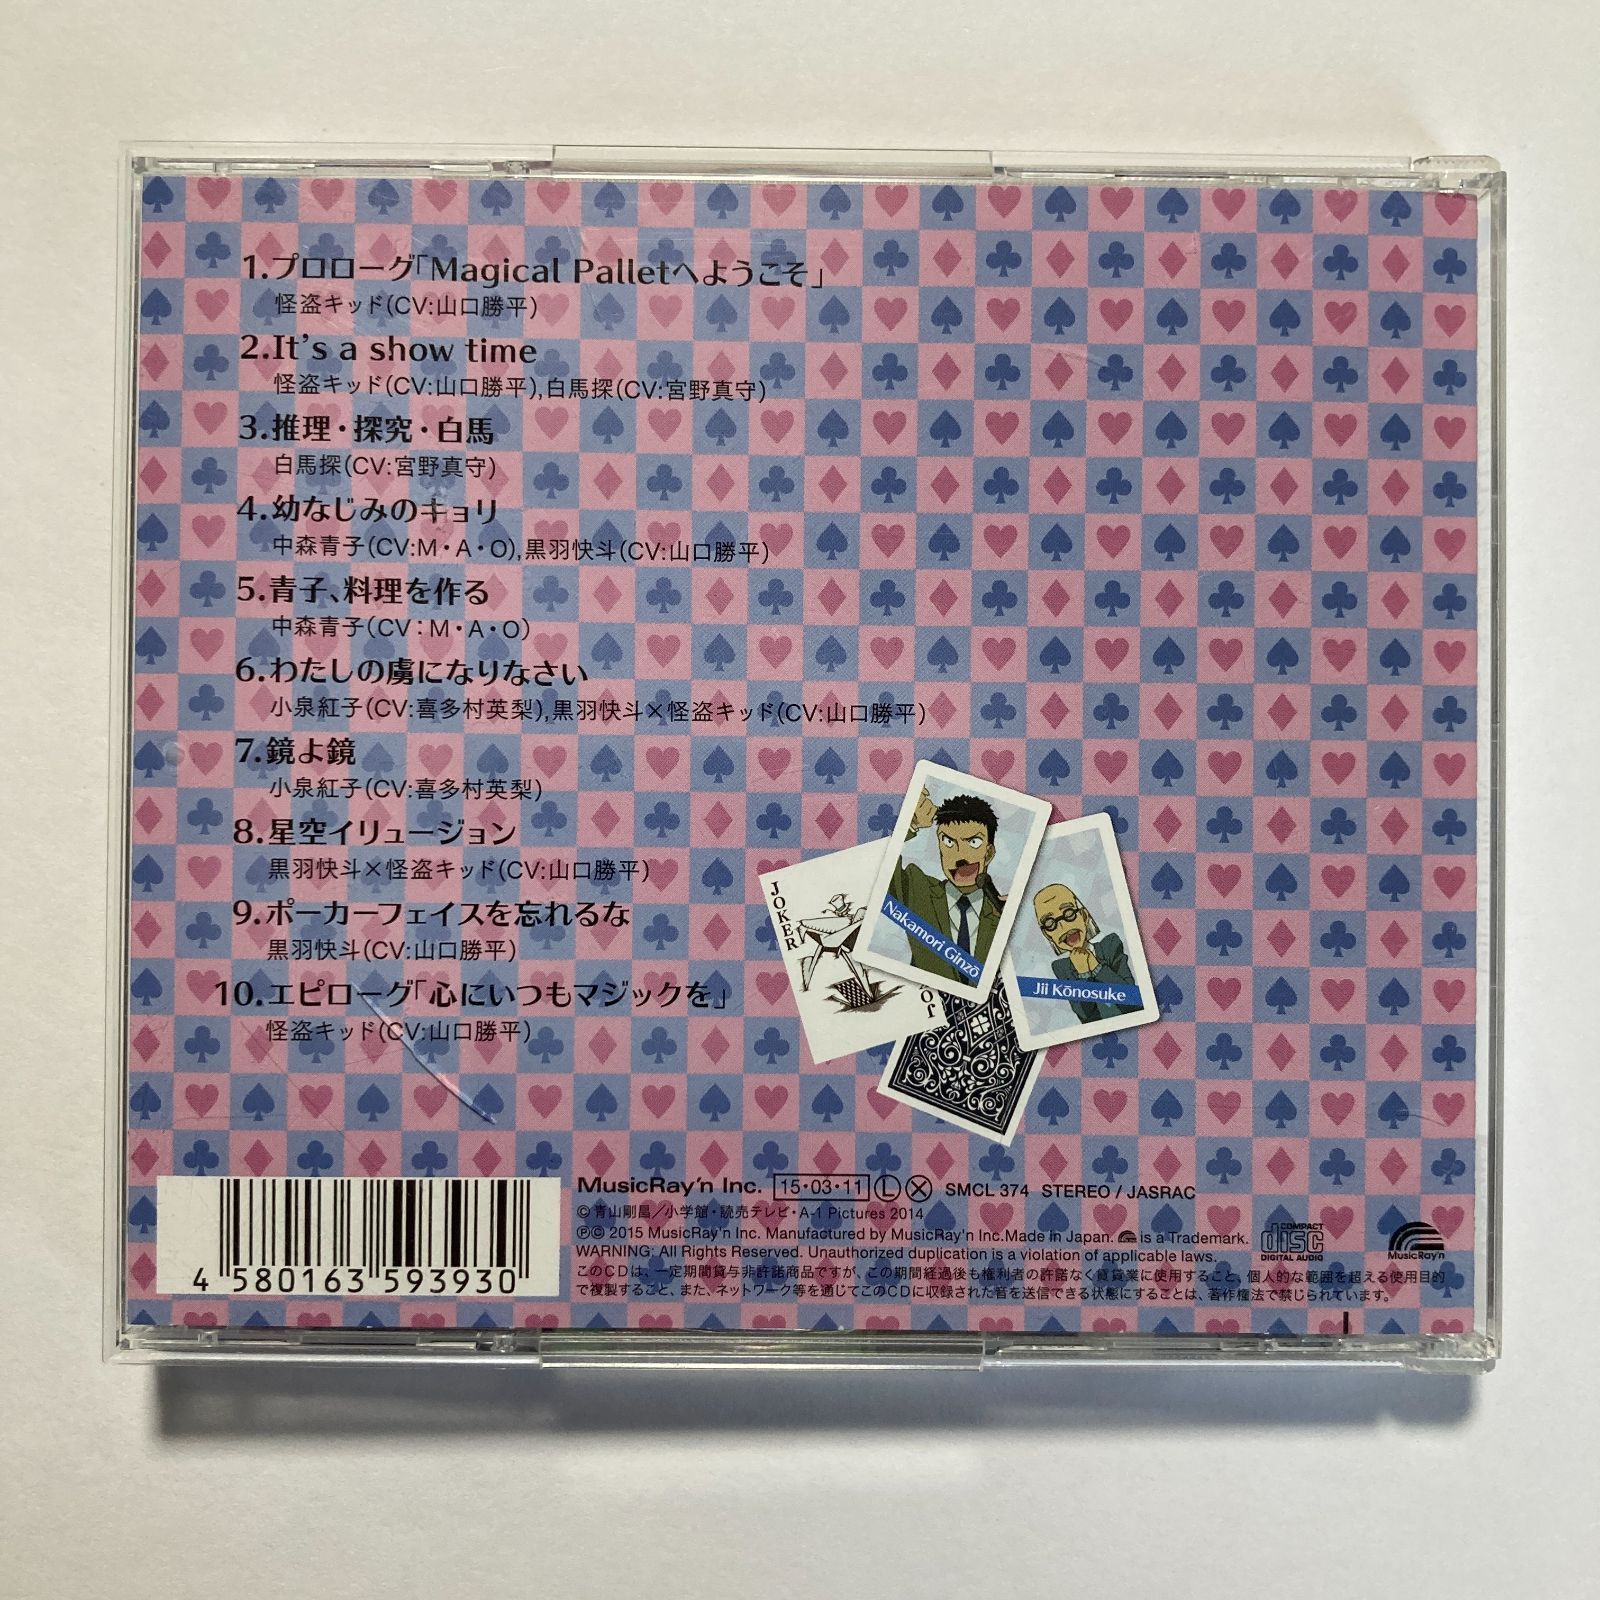 1.プロローグ「Magical Palletへようこそ」
怪盗キッド(CV:山口勝平)
2.It's a show time
怪盗キッド(CV:山口勝平),白馬探(CV:宮野真守)
3.推理・探究・白馬
白馬探(CV:宮野真守)
4.幼なじみのキョリ
中森青子(CV:M・A・O),黒羽快斗(CV:山口勝平)
5.青子、料理を作る
中森青子(CV：M・A・O)
6.わたしの虜になりなさい
小泉紅子(CV:喜多村英梨),黒羽快斗×怪盗キッド(CV:山口勝平)
7.鏡よ鏡
小泉紅子(CV:喜多村英梨)
8.星空イリュージョン
黒羽快斗×怪盗キッド(CV:山口勝平)
9.ポーカーフェイスを忘れるな
黒羽快斗(CV:山口勝平)
10.エピローグ「心にいつもマジックを」
怪盗キッド(CV:山口勝平)
JOKER
Nakamori Ginzō
Jii Kōnosuke
JO
4 580163 593930
MusicRay'n Inc. 15・03・11 L X SMCL 374 STEREO / JASRAC
© 青山剛昌／小学館・読売テレビ・A-1 Pictures 2014
℗© 2015 MusicRay'n Inc. Manufactured by MusicRay'n Inc.Made in Japan. is a Trademark.
WARNING: All Rights Reserved. Unauthorized duplication is a violation of applicable laws.
このCDは、一定期間貸与非許諾商品ですが、この期間経過後も権利者の許諾なく賃貸業に使用すること、個人的な範囲を超える使用目的
で複製すること、また、ネットワーク等を通じてこのCDに収録された音を送信できる状態にすることは、著作権法で禁じられています。
COMPACT
disc
DIGITAL AUDIO
MusicRay'n